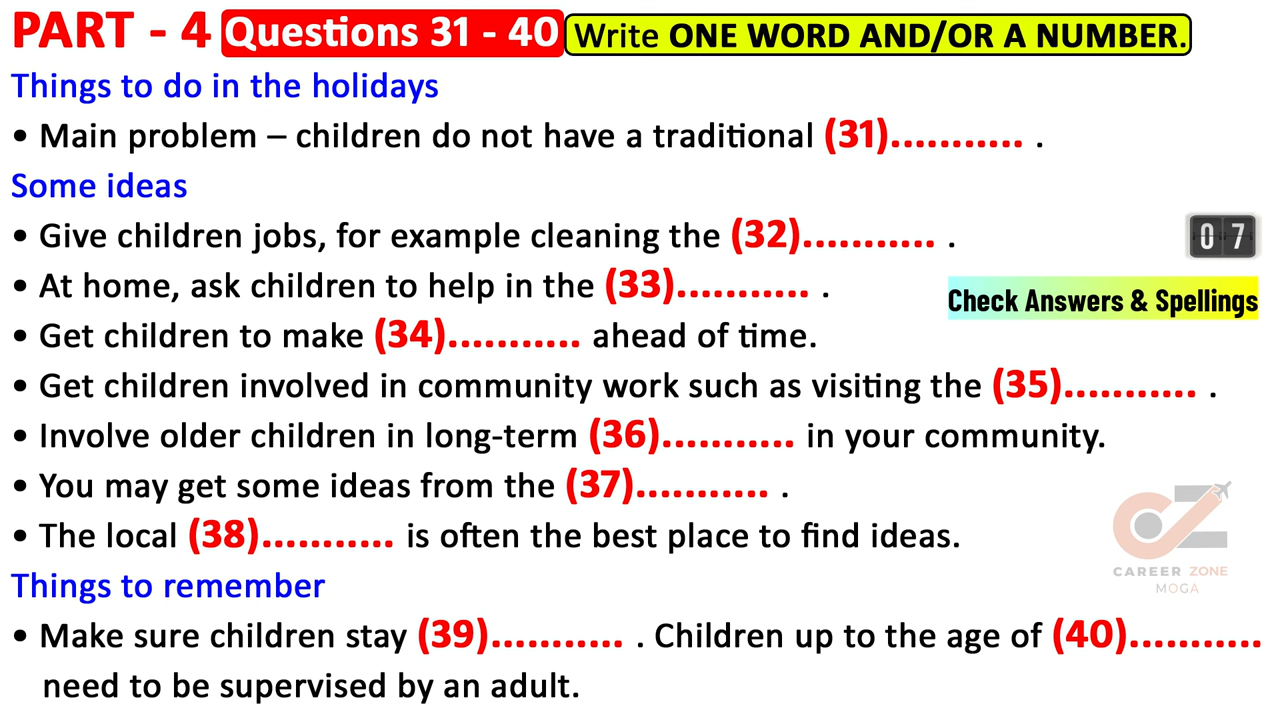 PART - 4 Questions 31 - 40 Write ONE WORD AND/OR A NUMBER.
Things to do in the holidays
• Main problem – children do not have a traditional (31)........... .
Some ideas
• Give children jobs, for example cleaning the (32)........... .
07
• At home, ask children to help in the (33)........... .
Check Answers & Spellings
• Get children to make (34)........... ahead of time.
• Get children involved in community work such as visiting the (35)........... .
• Involve older children in long-term (36)........... in your community.
• You may get some ideas from the (37)........... .
• The local (38)........... is often the best place to find ideas.
CAREER ZONE
MOGA
Things to remember
• Make sure children stay (39)........... . Children up to the age of (40)...........
need to be supervised by an adult.